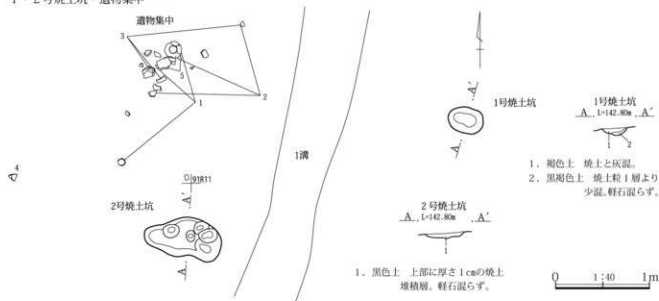 1・2号焼土坑・遺物集中
遺物集中
3
5
1
2
4
1溝
91R11
2号焼土坑
A′
A
1号焼土坑
A′
A
1号焼土坑
A L=142.80m A′
1 2
1. 褐色土 焼土と灰混。
2. 黒褐色土 焼土粒1層より
少混。軽石混らず。
2号焼土坑
A L=142.80m A′
1
1. 黒色土 上部に厚さ1cmの焼土
堆積層。軽石混らず。
0 1:40 1m